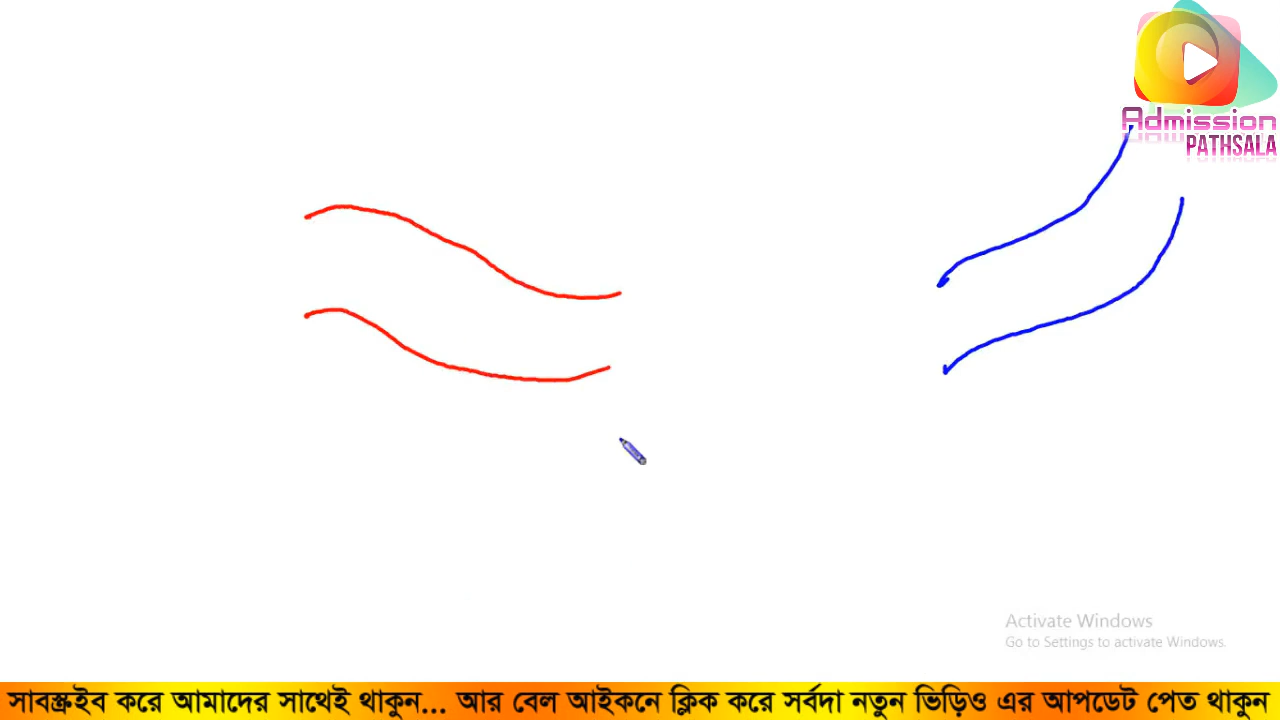 Admission
PATHSALA
Activate Windows
Go to Settings to activate Windows.
সাবস্ক্রইব করে আমাদের সাথেই থাকুন... আর বেল আইকনে ক্লিক করে সর্বদা নতুন ভিড়িও এর আপডেট পেত থাকুন